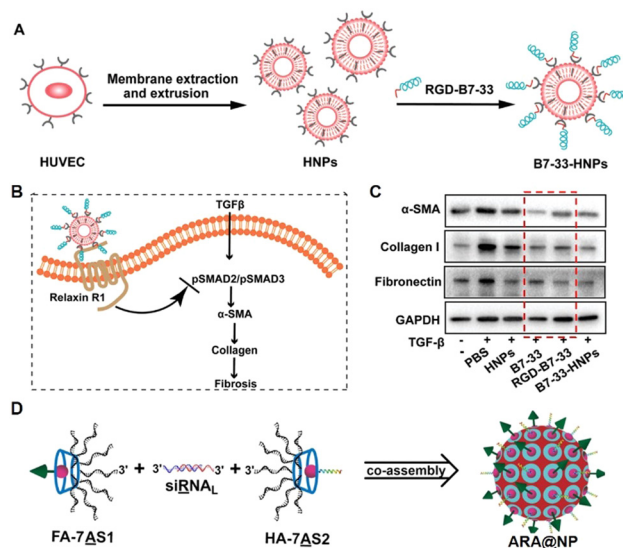 A
Membrane extraction
and extrusion
RGD-B7-33
HUVEC
HNPs
B7-33-HNPs
B
TGFβ
Relaxin R1
pSMAD2/pSMAD3
α-SMA
Collagen
Fibrosis
C
α-SMA
Collagen I
Fibronectin
GAPDH
TGF-β - + + + + +
- PBS HNPs B7-33 RGD-B7-33 B7-33-HNPs
D
3' + 3' 3' + 3'
siRNAL
co-assembly
FA-7AS1
HA-7AS2
ARA@NP